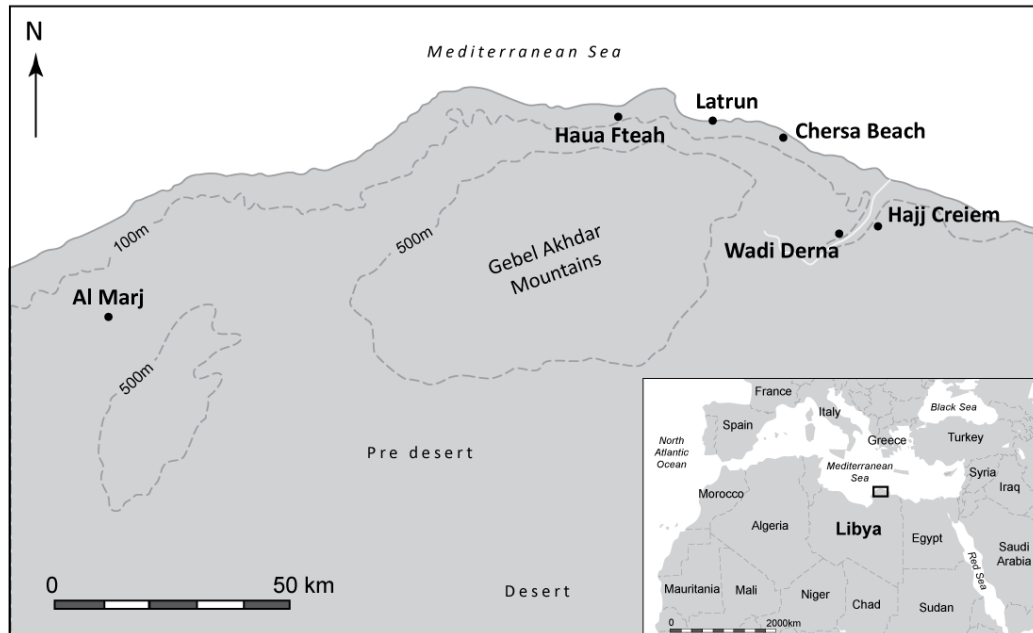 N
Mediterranean Sea
Latrun
Haua Fteah
Chersa Beach
100m
500m
Hajj Creiem
Wadi Derna
Gebel Akhdar
Mountains
Al Marj
500m
Pre desert
Desert
0 50 km
France
Italy
Black Sea
Spain
Greece
Turkey
North
Atlantic
Ocean
Mediterranean
Sea
Syria
Iraq
Morocco
Algeria
Libya
Egypt
Saudi
Arabia
Red Sea
Mauritania
Mali
Niger
Chad
Sudan
0 2000km